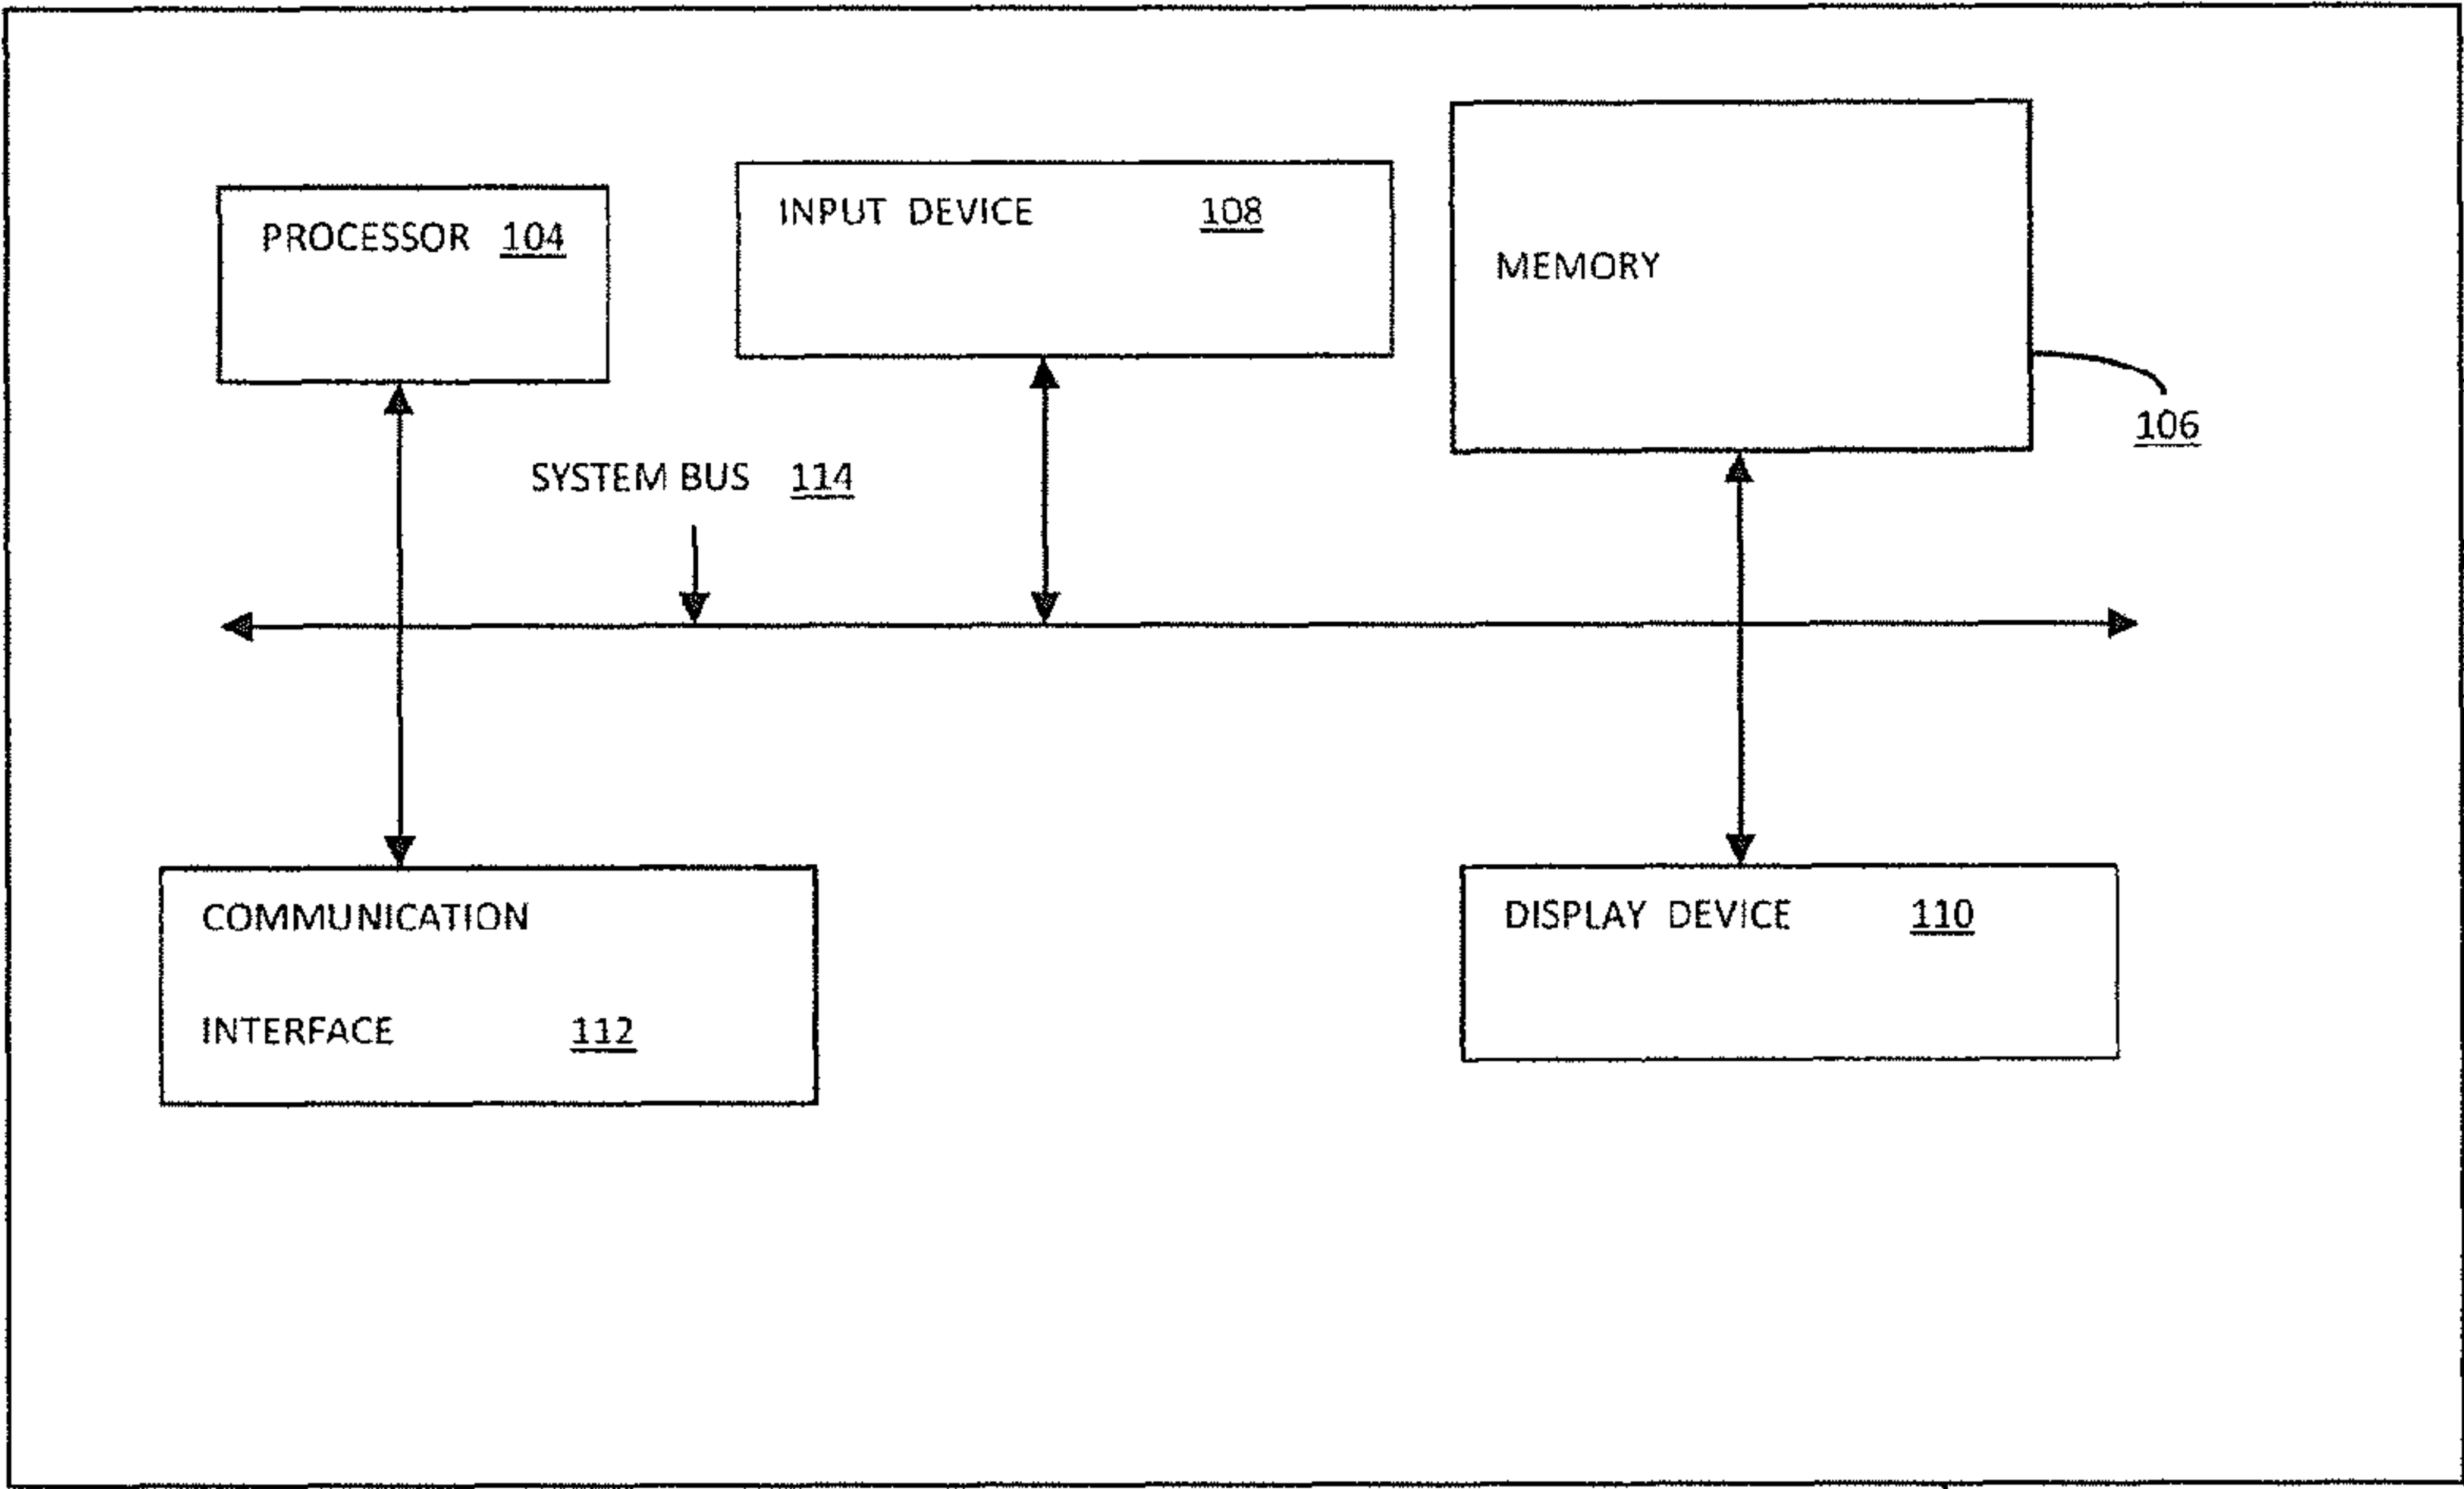 PROCESSOR 104
INPUT DEVICE 108
MEMORY
106
SYSTEM BUS 114
COMMUNICATION
INTERFACE 112
DISPLAY DEVICE 110